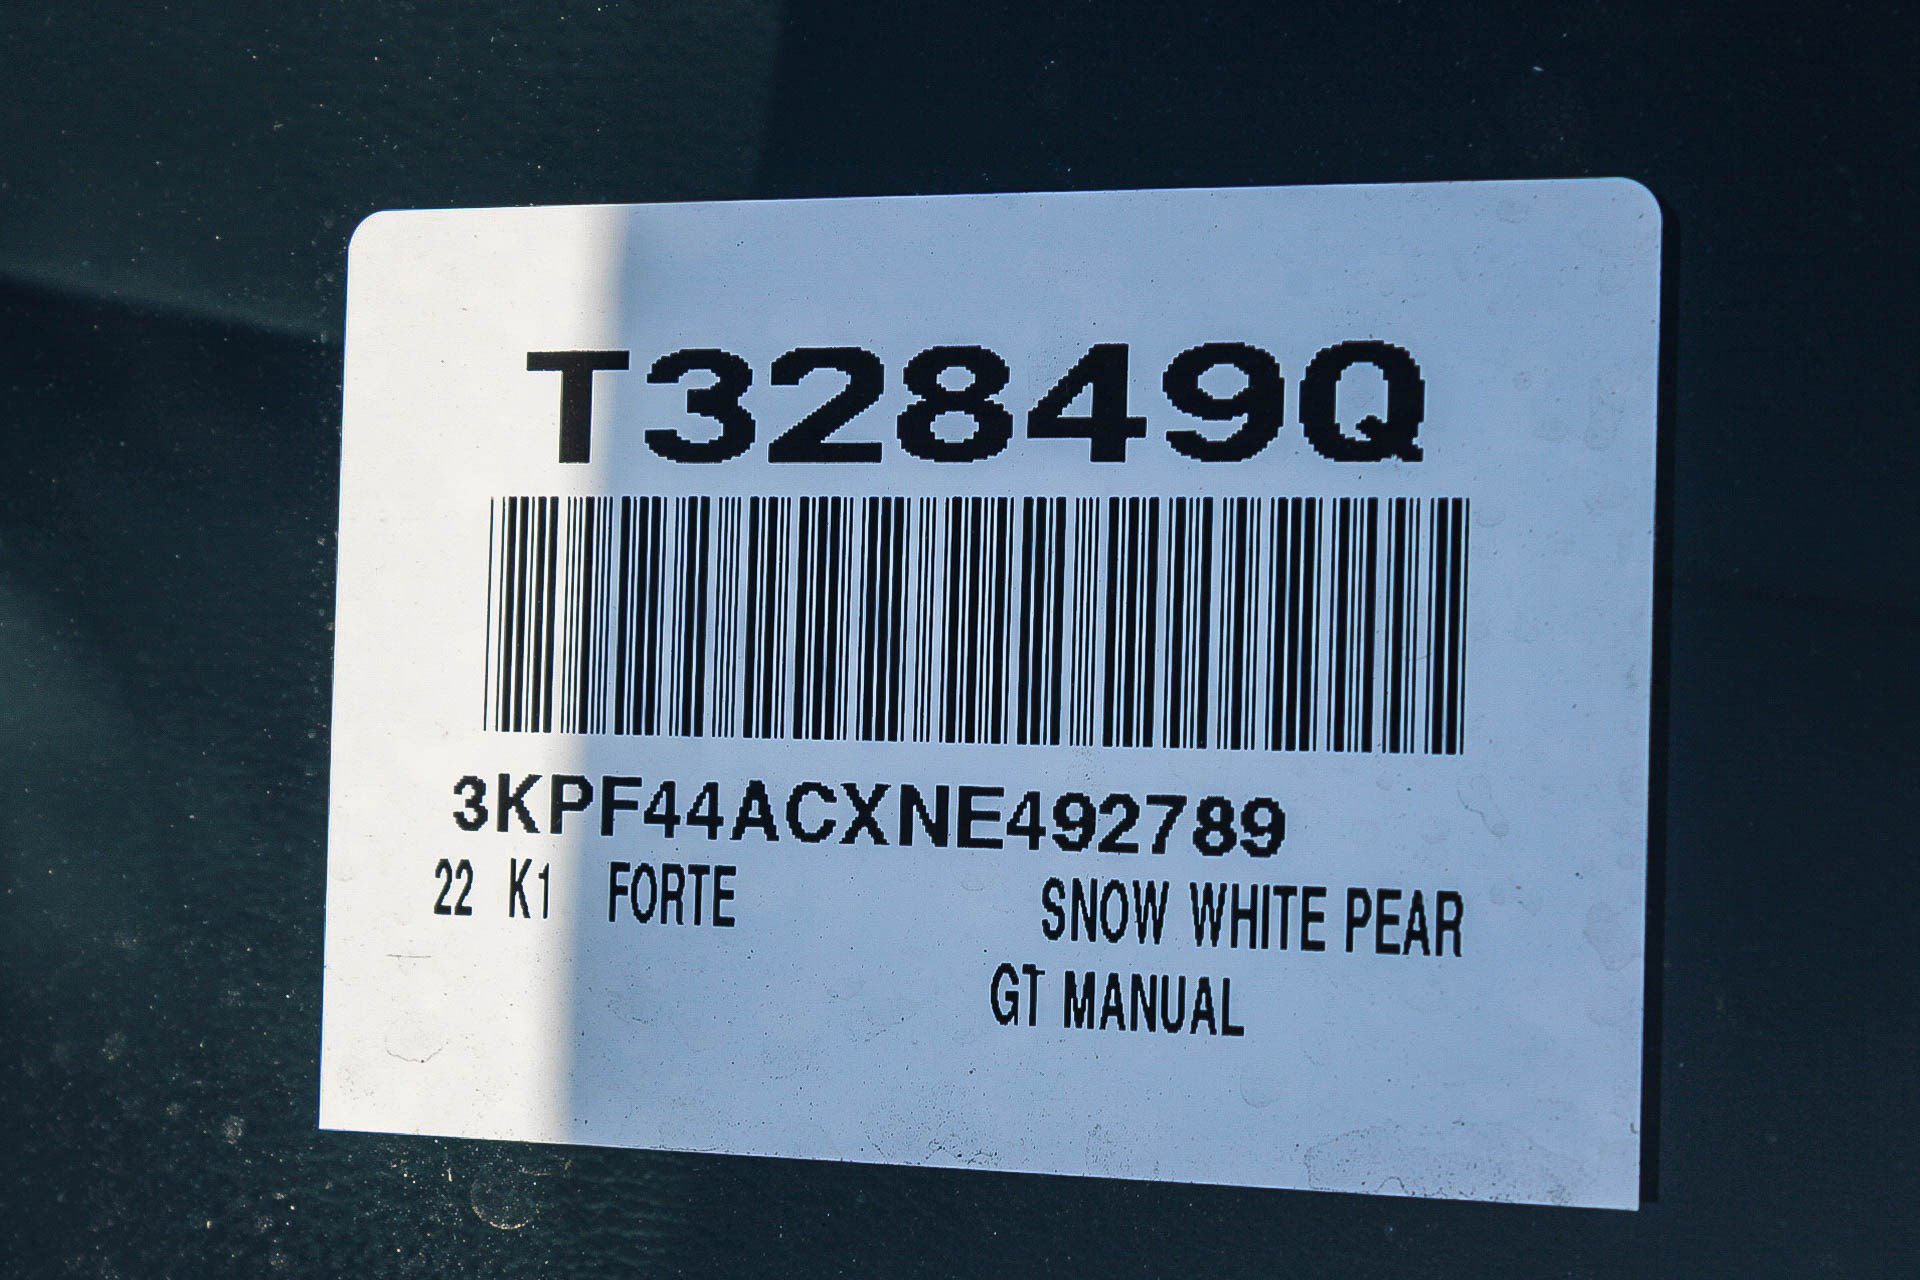 T32849Q
3KPF44ACXNE492789
22 K1 FORTE SNOW WHITE PEAR
GT MANUAL